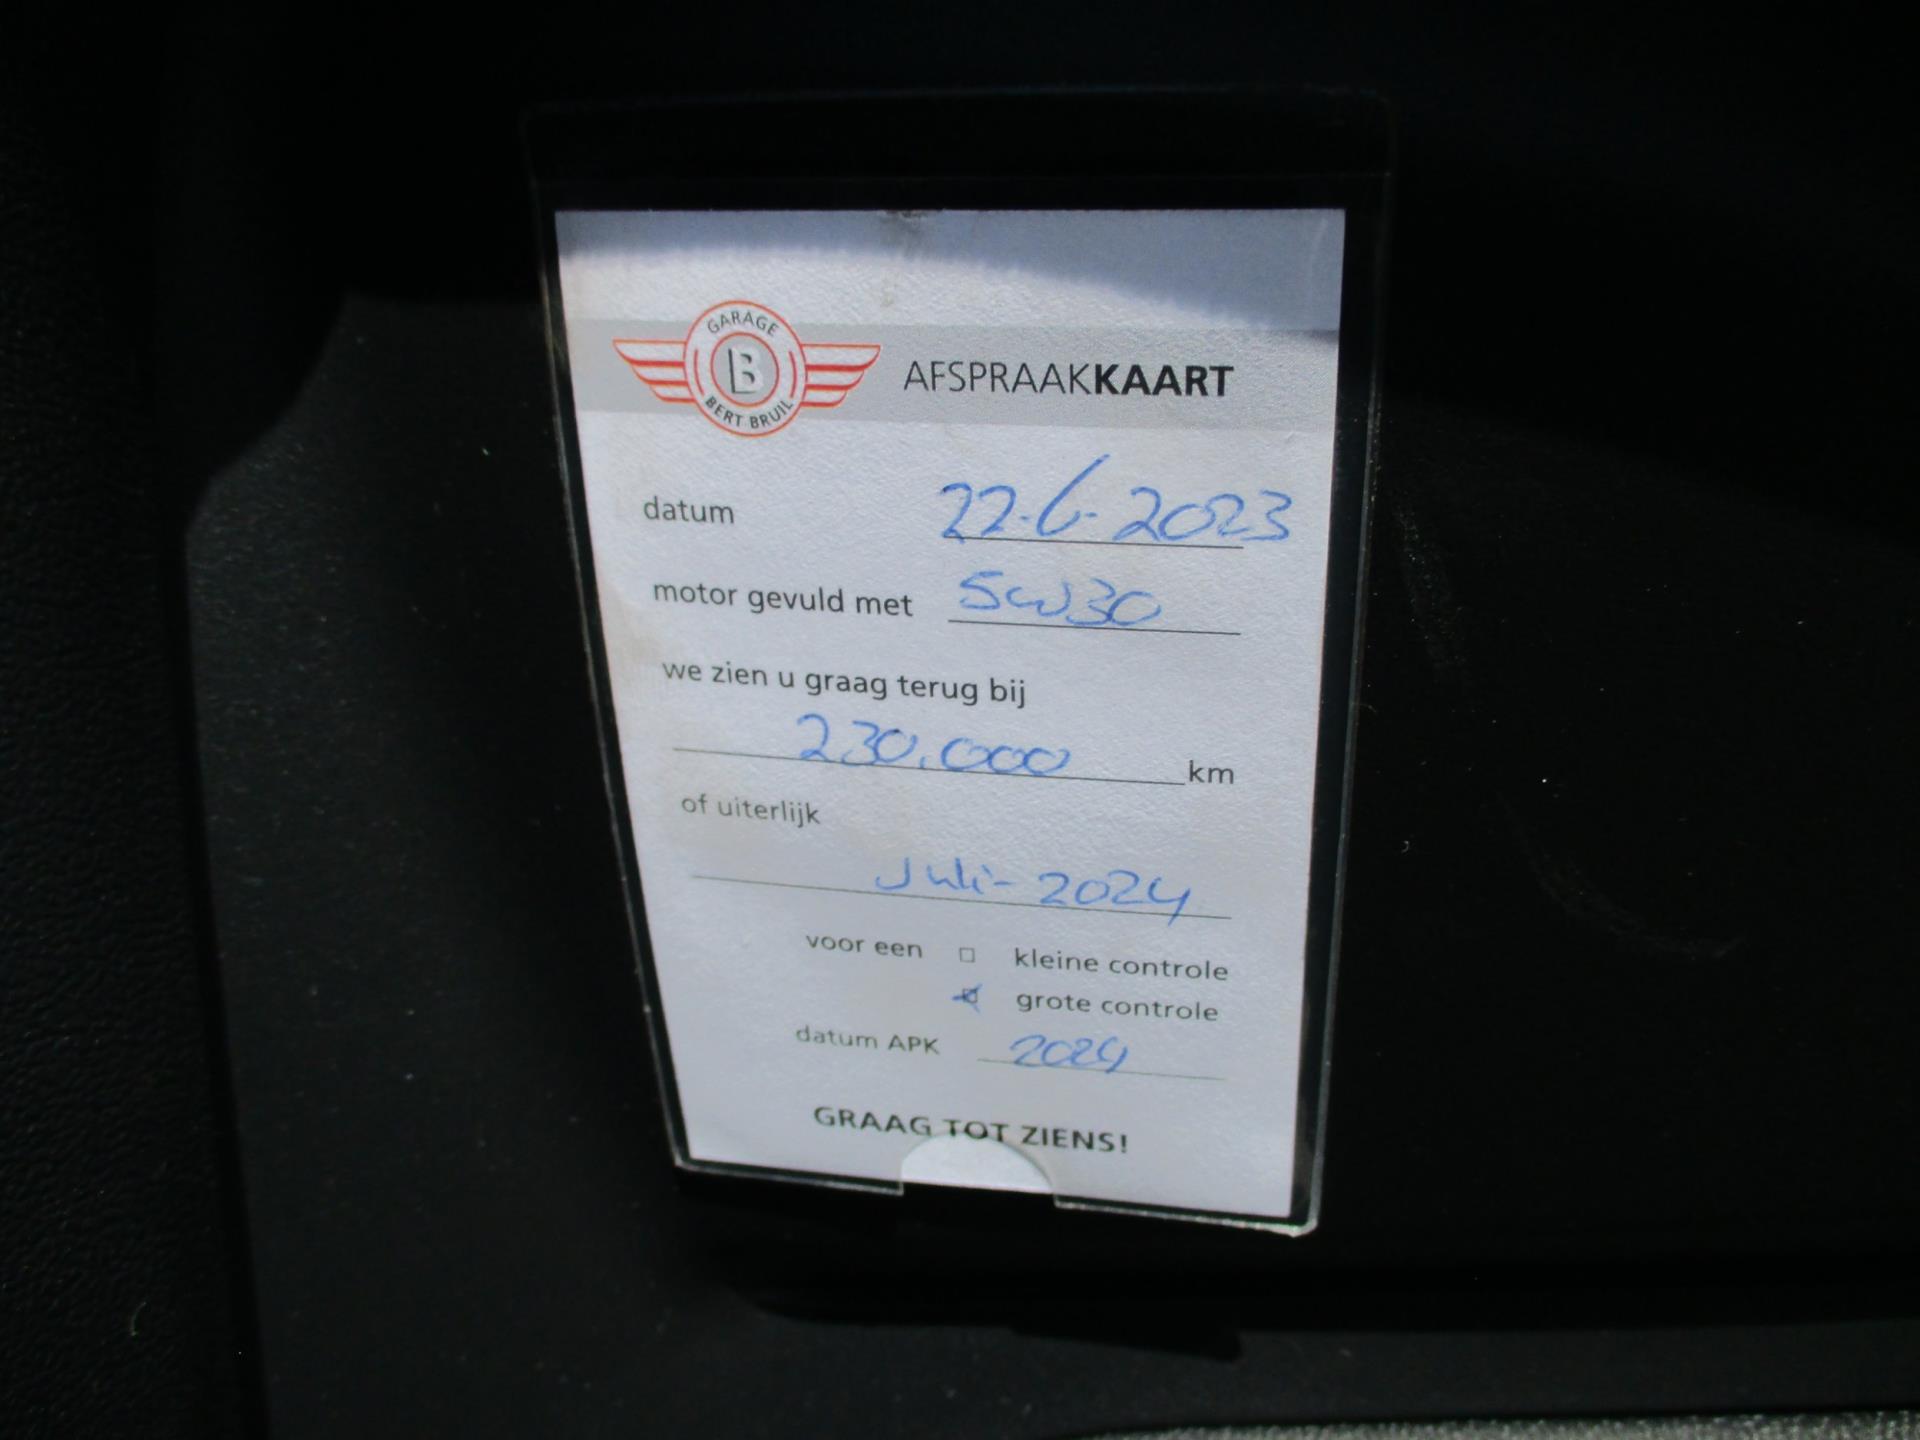 GARAGE
B
BERT BRUIL
AFSPRAAKKAART
datum 22-6-2023
motor gevuld met 5w30
we zien u graag terug bij
230.000 km
of uiterlijk
Juli-2024
voor een □ kleine controle
☒ grote controle
datum APK 2024
GRAAG TOT ZIENS!